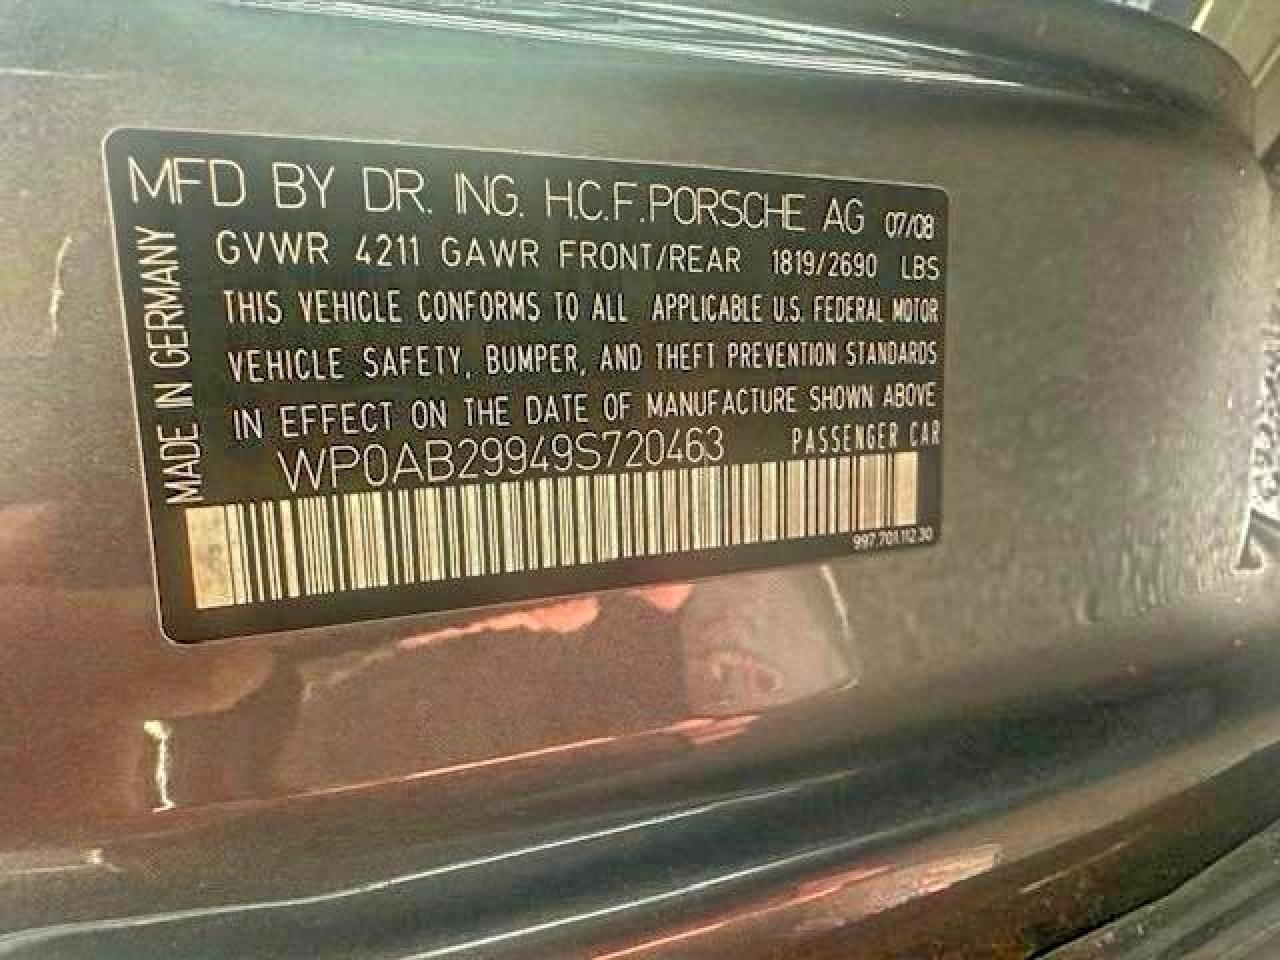 MFD BY DR. ING. H.C.F.PORSCHE AG 07/08
GVWR 4211 GAWR FRONT/REAR 1819/2690 LBS
THIS VEHICLE CONFORMS TO ALL APPLICABLE U.S. FEDERAL MOTOR
VEHICLE SAFETY, BUMPER, AND THEFT PREVENTION STANDARDS
IN EFFECT ON THE DATE OF MANUFACTURE SHOWN ABOVE
WP0AB29949S720463 PASSENGER CAR
997.701.112.30
MADE IN GERMANY